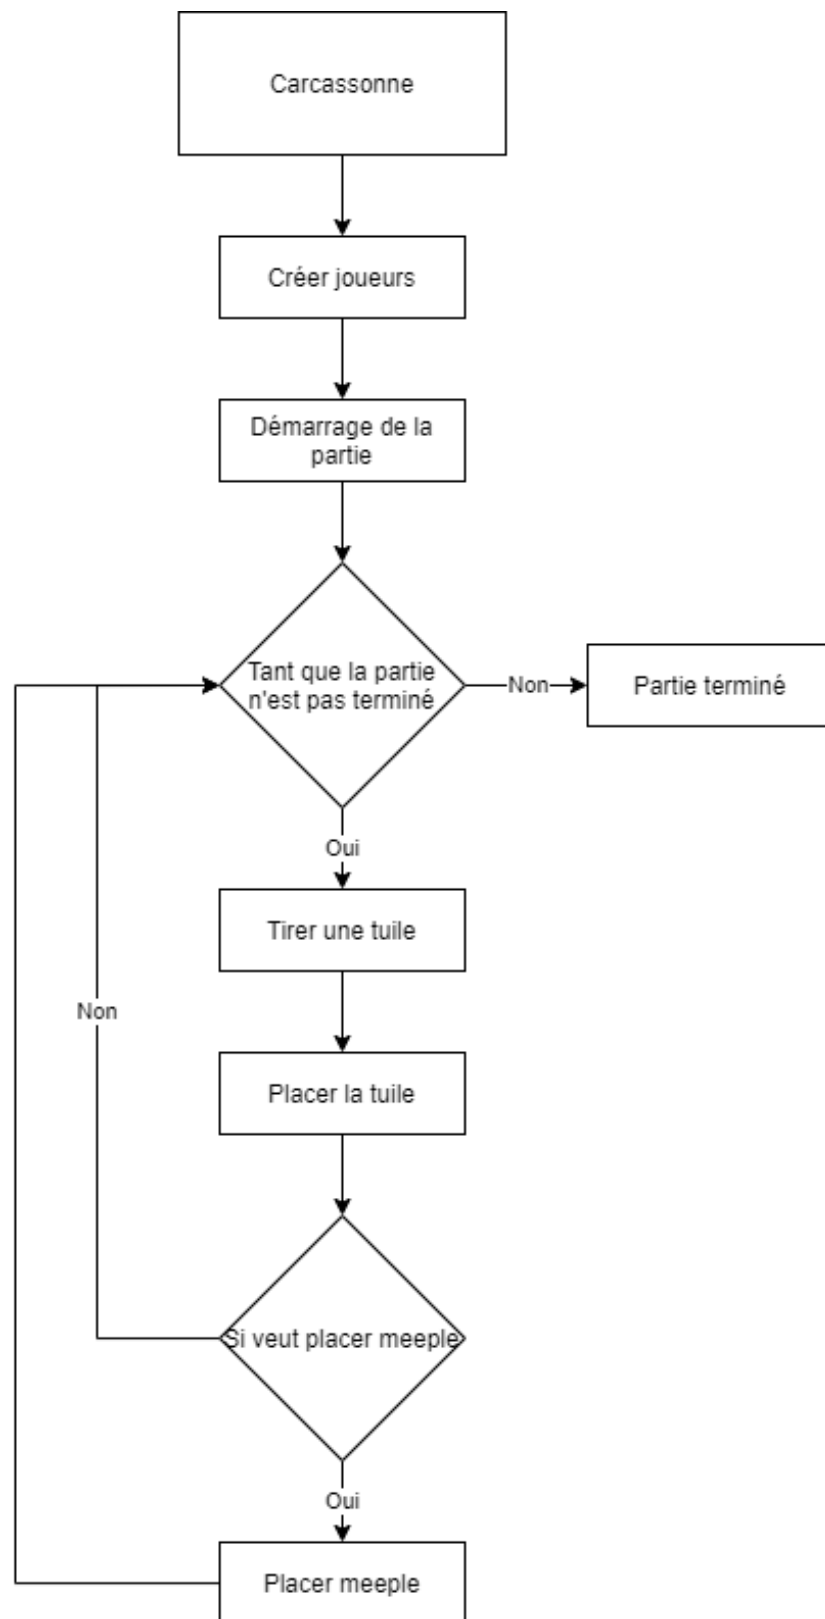 Carcassonne
Créer joueurs
Démarrage de la
partie
Tant que la partie
n'est pas terminé
Non
Partie terminé
Oui
Tirer une tuile
Non
Placer la tuile
Si veut placer meeple
Oui
Placer meeple